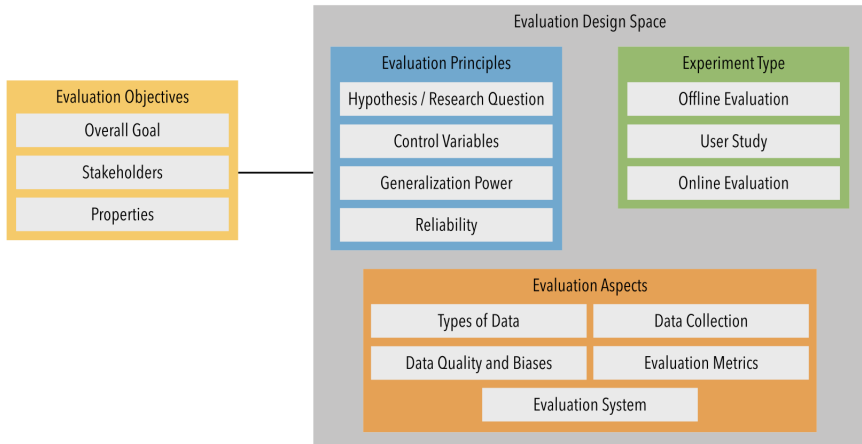 Evaluation Design Space
Evaluation Objectives
Overall Goal
Stakeholders
Properties
Evaluation Principles
Hypothesis / Research Question
Control Variables
Generalization Power
Reliability
Experiment Type
Offline Evaluation
User Study
Online Evaluation
Evaluation Aspects
Types of Data
Data Collection
Data Quality and Biases
Evaluation Metrics
Evaluation System